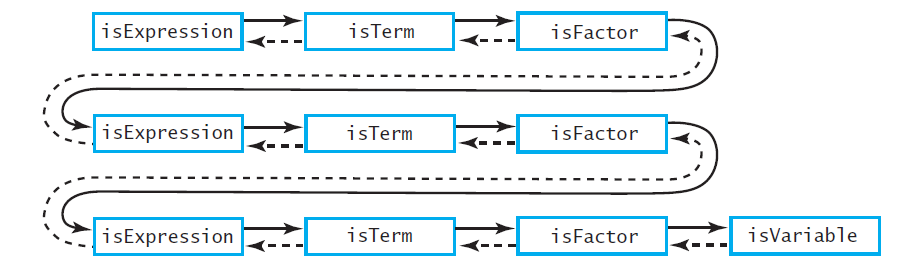 isExpression isTerm isFactor
isExpression isTerm isFactor
isExpression isTerm isFactor isVariable